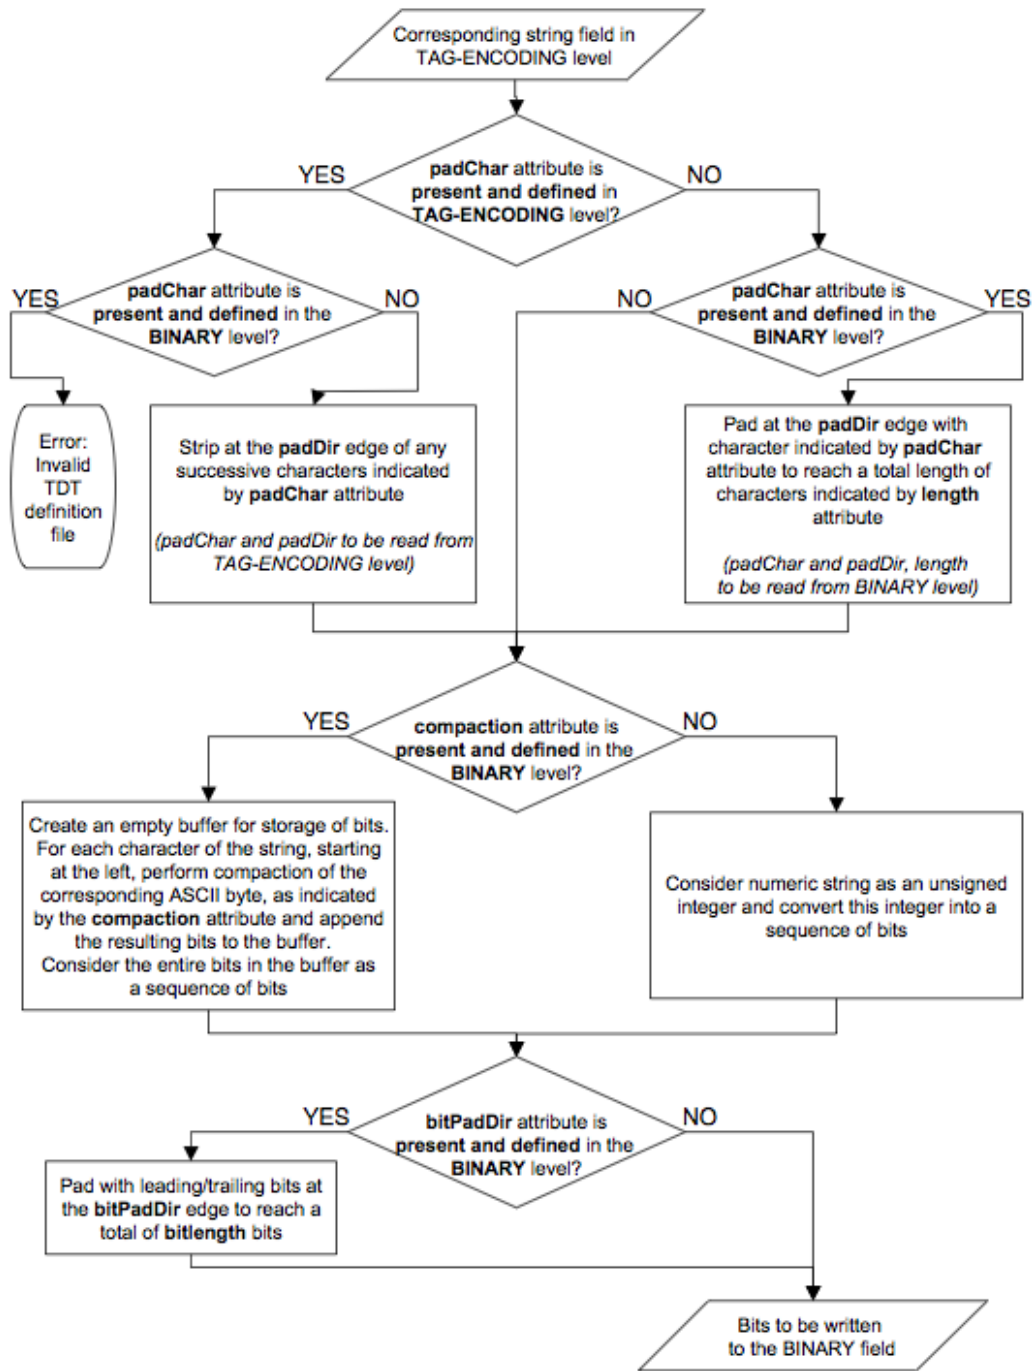 Corresponding string field in
TAG-ENCODING level
YES
padChar attribute is
present and defined in
TAG-ENCODING level?
NO
YES
padChar attribute is
present and defined in the
BINARY level?
NO
NO
padChar attribute is
present and defined in the
BINARY level?
YES
Error:
Invalid
TDT
definition
file
Strip at the padDir edge of any
successive characters indicated
by padChar attribute
(padChar and padDir to be read from
TAG-ENCODING level)
Pad at the padDir edge with
character indicated by padChar
attribute to reach a total length of
characters indicated by length
attribute
(padChar and padDir, length
to be read from BINARY level)
YES
compaction attribute is
present and defined in the
BINARY level?
NO
Create an empty buffer for storage of bits.
For each character of the string, starting
at the left, perform compaction of the
corresponding ASCII byte, as indicated
by the compaction attribute and append
the resulting bits to the buffer.
Consider the entire bits in the buffer as
a sequence of bits
Consider numeric string as an unsigned
integer and convert this integer into a
sequence of bits
YES
bitPadDir attribute is
present and defined in the
BINARY level?
NO
Pad with leading/trailing bits at
the bitPadDir edge to reach a
total of bitlength bits
Bits to be written
to the BINARY field